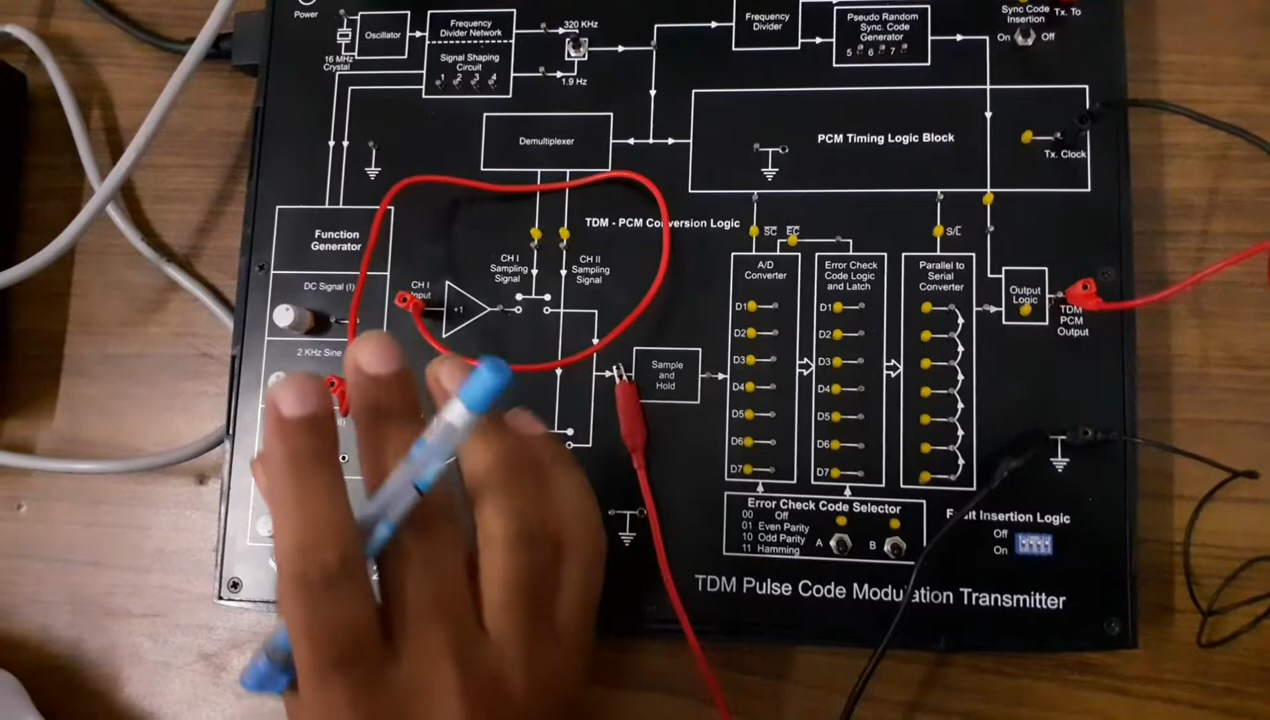 Power
Oscillator
16 MHz
Crystal
Frequency
Divider Network
Signal Shaping
Circuit
1 2 3 4
320 KHz
1.9 Hz
Frequency
Divider
Pseudo Random
Sync. Code
Generator
5 6 7
Sync Code
Insertion
On Off
Tx. To
Demultiplexer
PCM Timing Logic Block
Tx. Clock
Function
Generator
DC Signal (I)
2 KHz Sine
TDM - PCM Conversion Logic
CH I
Input
+1
CH I
Sampling
Signal
CH II
Sampling
Signal
Sample
and
Hold
SC
EC
S/L
A/D
Converter
D1
D2
D3
D4
D5
D6
D7
Error Check
Code Logic
and Latch
D1
D2
D3
D4
D5
D6
D7
Parallel to
Serial
Converter
Output
Logic
TDM
PCM
Output
Error Check Code Selector
00 Off
01 Even Parity
10 Odd Parity
11 Hamming
A
B
Fault Insertion Logic
Off
On
TDM Pulse Code Modulation Transmitter